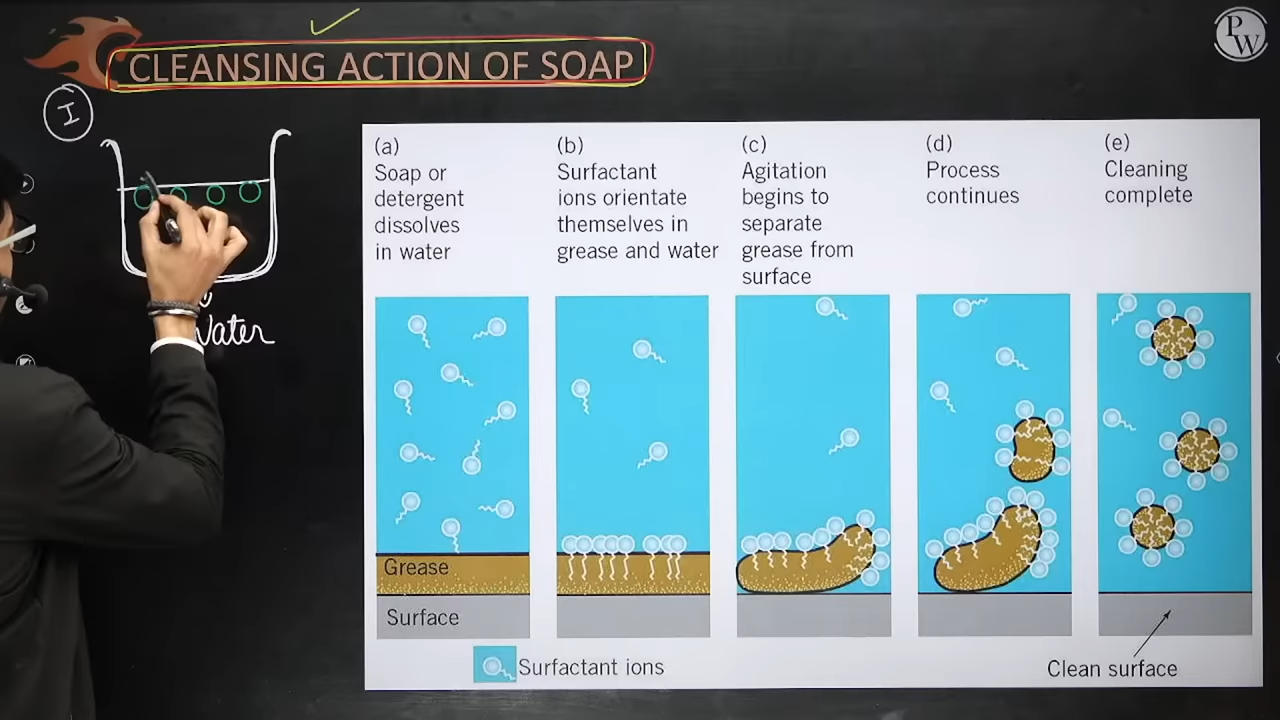 CLEANSING ACTION OF SOAP
PW
I
Water
(a)
Soap or
detergent
dissolves
in water
(b)
Surfactant
ions orientate
themselves in
grease and water
(c)
Agitation
begins to
separate
grease from
surface
(d)
Process
continues
(e)
Cleaning
complete
Grease
Surface
Surfactant ions
Clean surface